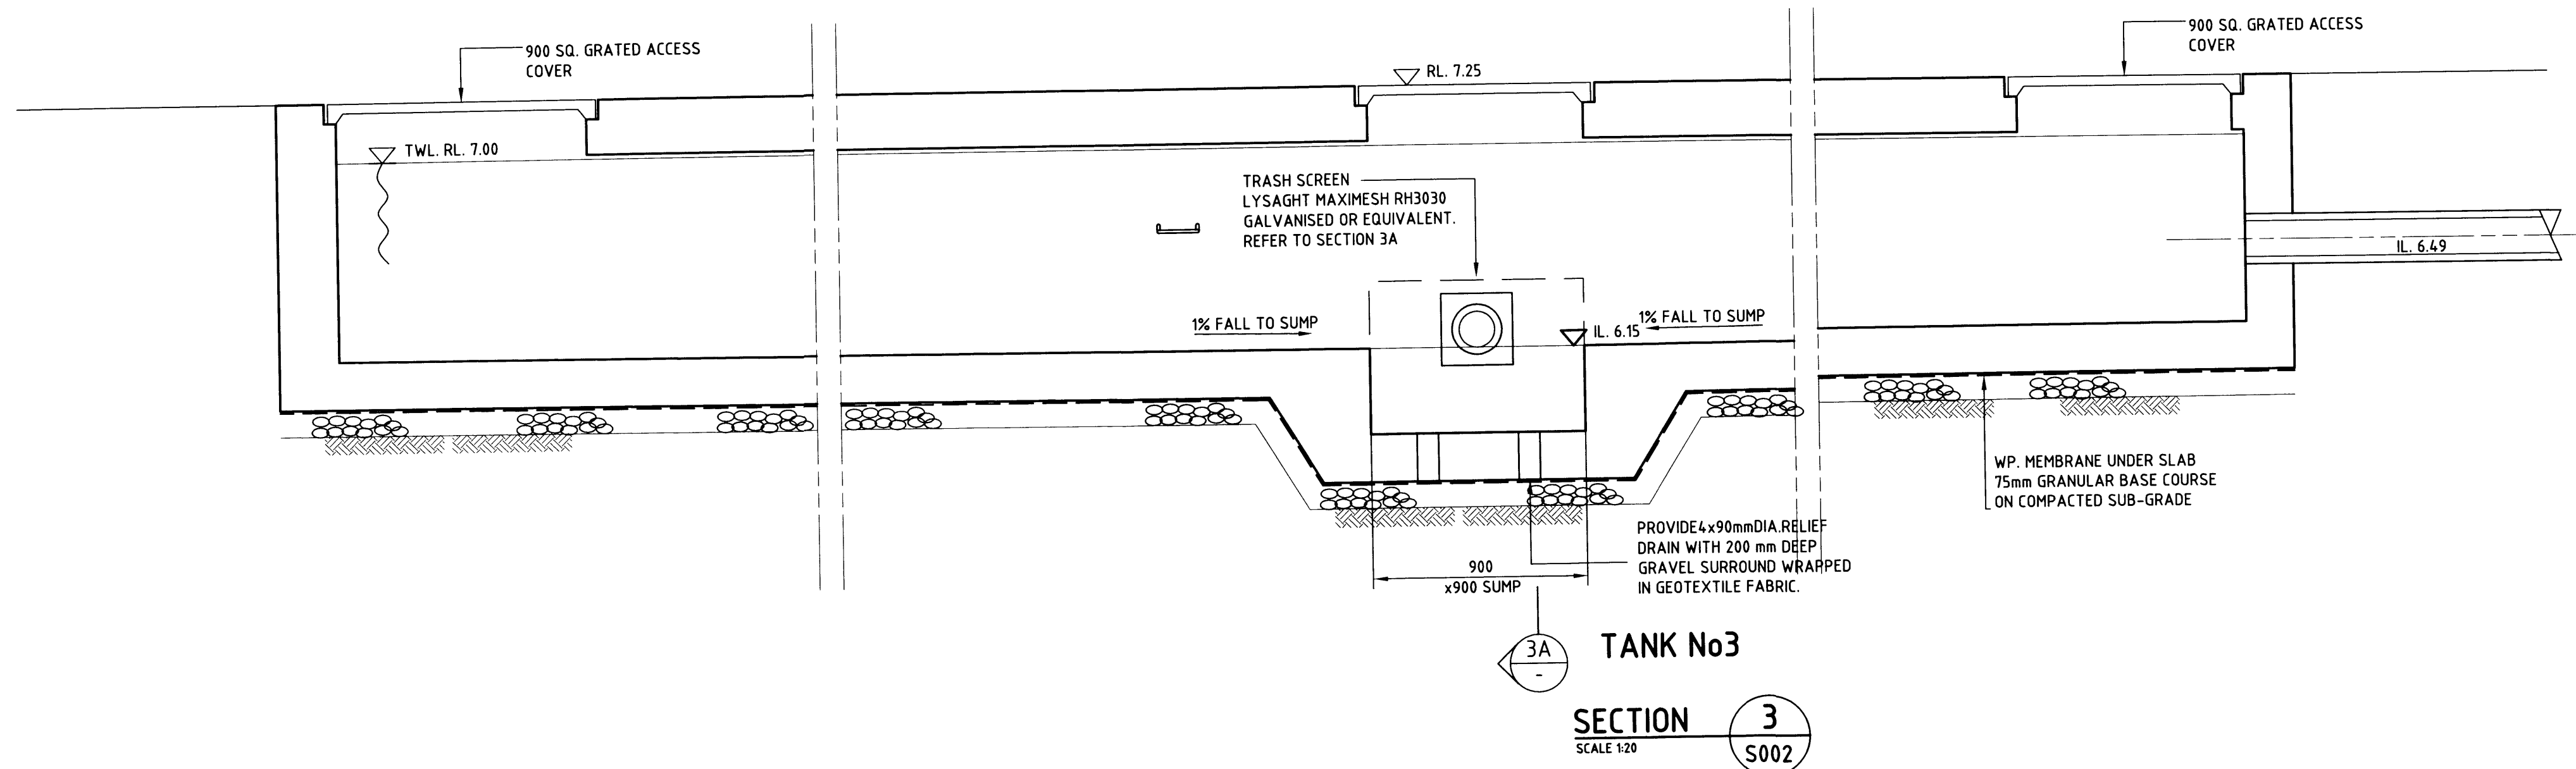 900 SQ. GRATED ACCESS
COVER
RL. 7.25
900 SQ. GRATED ACCESS
COVER
TWL. RL. 7.00
TRASH SCREEN
LYSAGHT MAXIMESH RH3030
GALVANISED OR EQUIVALENT.
REFER TO SECTION 3A
IL. 6.49
1% FALL TO SUMP
IL. 6.15
1% FALL TO SUMP
WP. MEMBRANE UNDER SLAB
75mm GRANULAR BASE COURSE
ON COMPACTED SUB-GRADE
PROVIDE4x90mmDIA.RELIEF
DRAIN WITH 200 mm DEEP
GRAVEL SURROUND WRAPPED
IN GEOTEXTILE FABRIC.
900
x900 SUMP
3A
-
TANK No3
SECTION
SCALE 1:20
3
S002